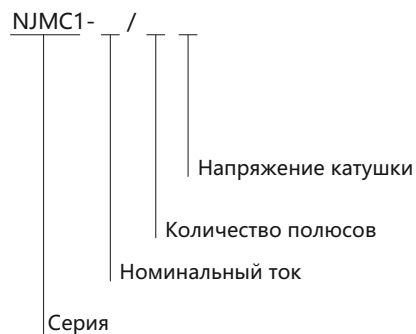 NJMC1- /
Напряжение катушки
Количество полюсов
Номинальный ток
Серия